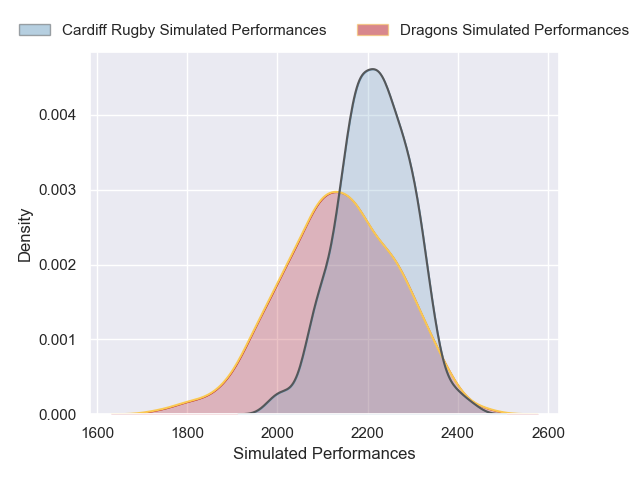 Cardiff Rugby Simulated Performances
Dragons Simulated Performances
0.004
0.003
0.002
0.001
0.000
Density
1600
1800
2000
2200
2400
2600
Simulated Performances